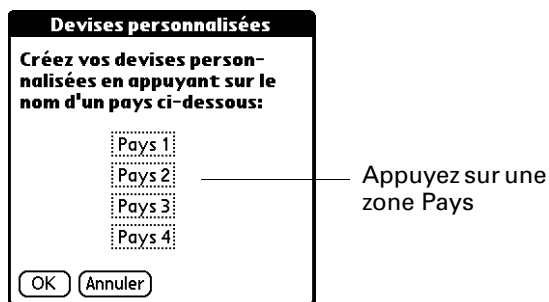 Devises personnalisées
Créez vos devises person-
nalisées en appuyant sur le
nom d'un pays ci-dessous:
Pays 1
Pays 2
Pays 3
Pays 4
Appuyez sur une
zone Pays
OK
Annuler